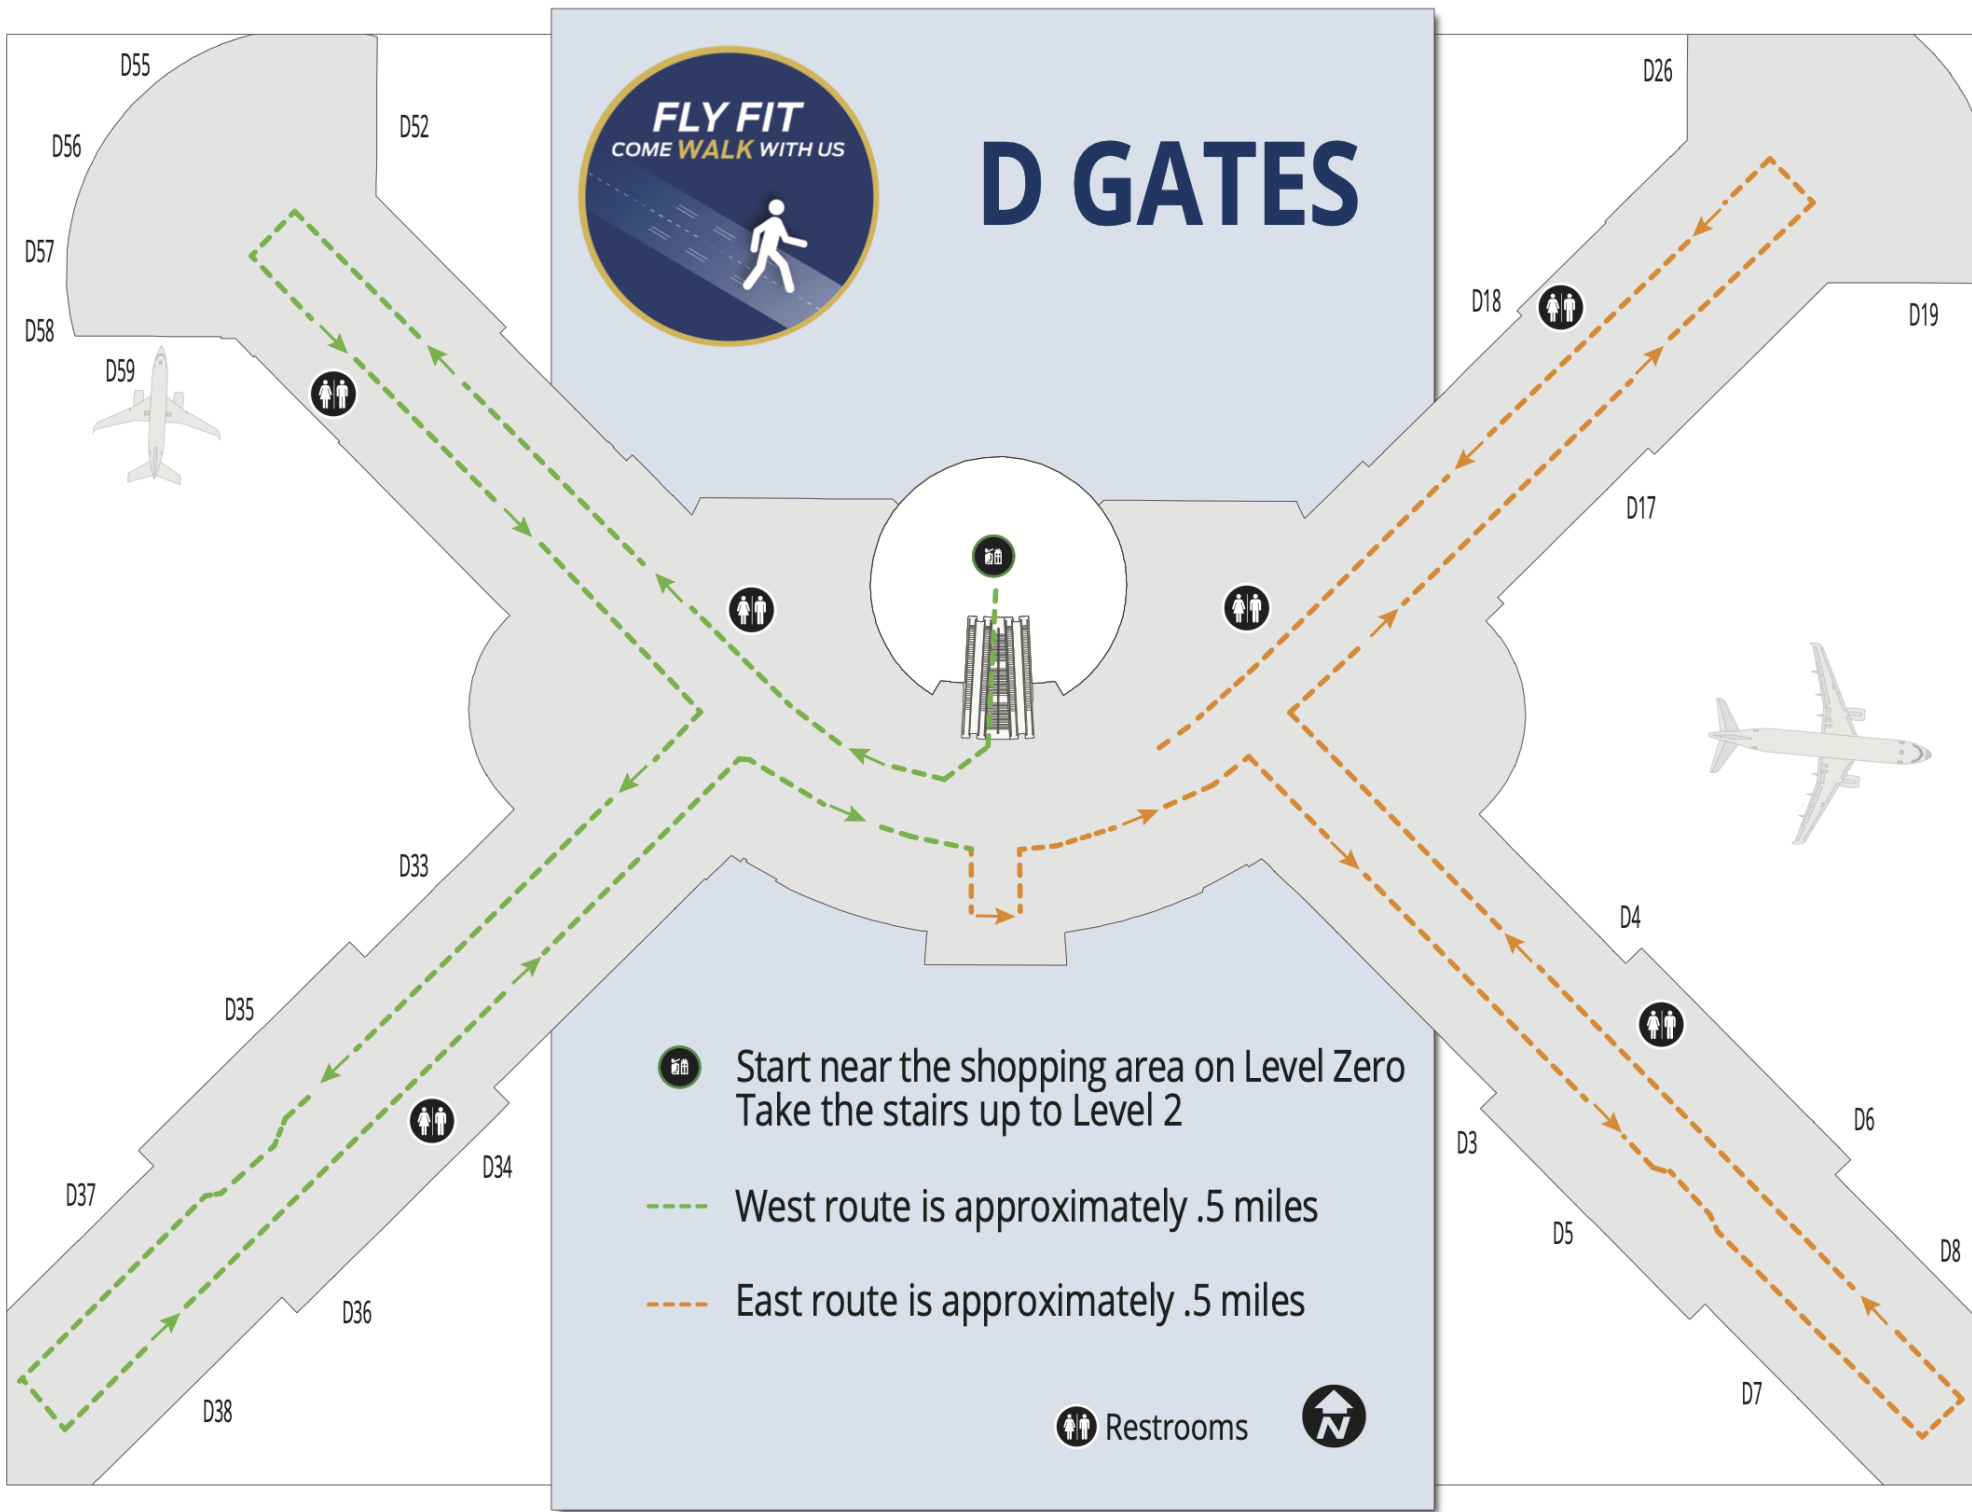 FLY FIT
COME WALK WITH US
D GATES
D55
D56
D52
D57
D58
D59
D26
D18
D19
D17
D33
D35
D37
D34
D36
D38
D4
D6
D8
D3
D5
D7
Start near the shopping area on Level Zero
Take the stairs up to Level 2
West route is approximately .5 miles
East route is approximately .5 miles
Restrooms
N